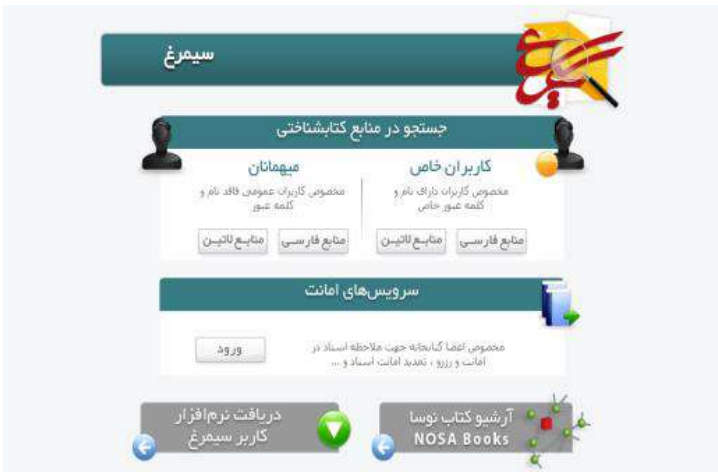 سیمرغ
سیمرغ
جستجو در منابع کتابشناختی
کاربران خاص
مخصوص کاربران دارای نام و
کلمه عبور خاص
منابع فارسی
منابع لاتین
میهمانان
مخصوص کاربران عمومی فاقد نام و
کلمه عبور
منابع فارسی
منابع لاتین
سرویس‌های امانت
مخصوص اعضا کتابخانه جهت ملاحظه اسناد در
امانت و رزرو ، تمدید امانت اسناد و ...
ورود
آرشیو کتاب نوسا
NOSA Books
دریافت نرم‌افزار
کاربر سیمرغ